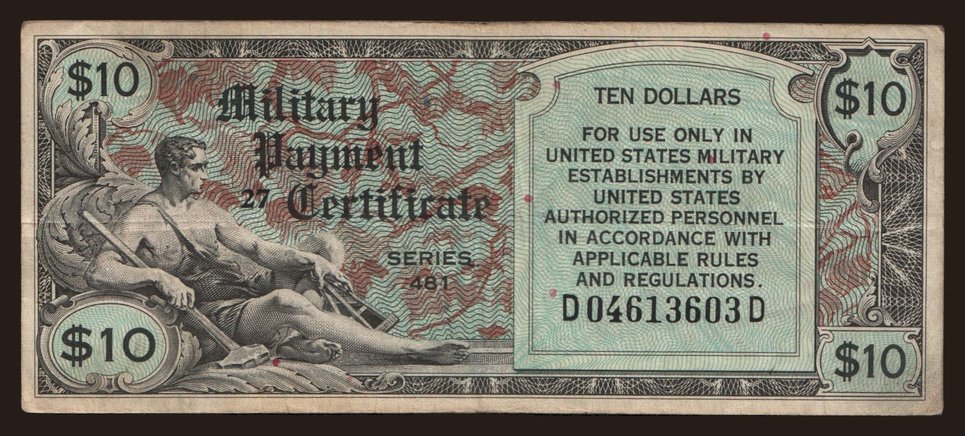 $10
Military
Payment
27 Certificate
SERIES
481
$10
TEN DOLLARS
FOR USE ONLY IN
UNITED STATES MILITARY
ESTABLISHMENTS BY
UNITED STATES
AUTHORIZED PERSONNEL
IN ACCORDANCE WITH
APPLICABLE RULES
AND REGULATIONS.
D04613603D
$10
$10